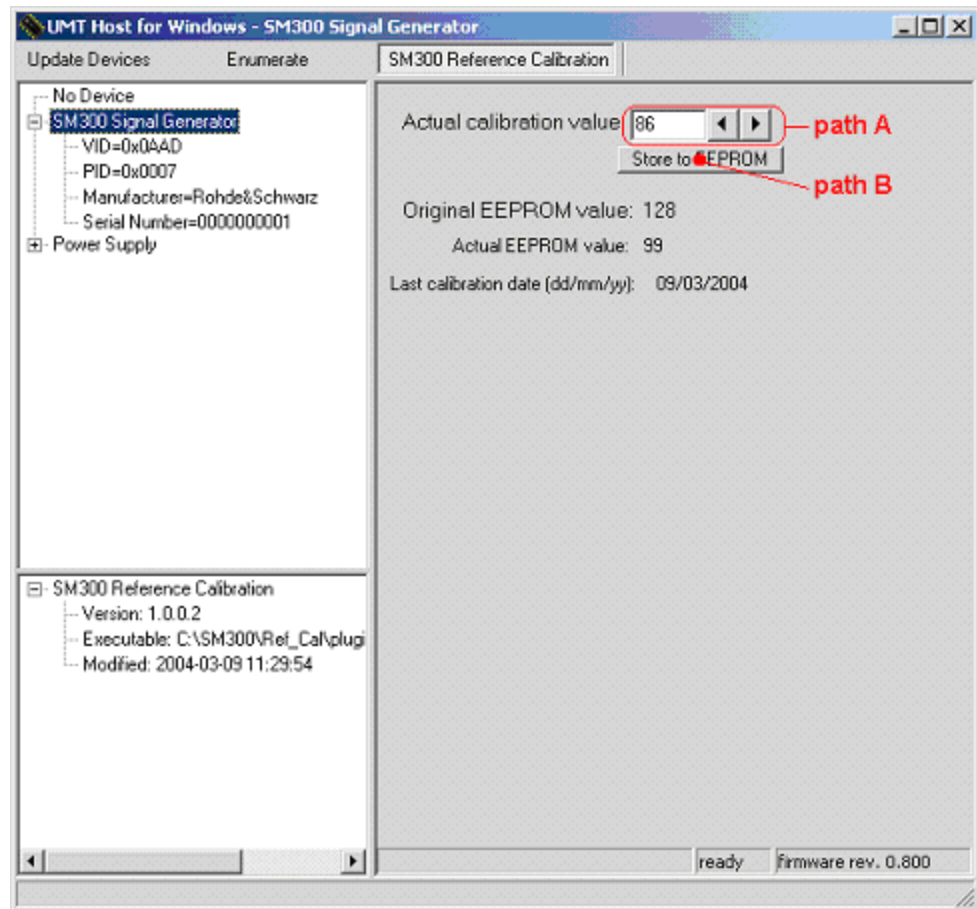 UMT Host for Windows - SM300 Signal Generator
Update Devices Enumerate SM300 Reference Calibration
No Device
SM300 Signal Generator
VID=0x0AAD
PID=0x0007
Manufacturer=Rohde&Schwarz
Serial Number=0000000001
Power Supply
Actual calibration value 86 path A
Store to EEPROM path B
Original EEPROM value: 128
Actual EEPROM value: 99
Last calibration date (dd/mm/yy): 09/03/2004
SM300 Reference Calibration
Version: 1.0.0.2
Executable: C:\SM300\Ref_Cal\plugi
Modified: 2004-03-09 11:29:54
ready firmware rev. 0.800